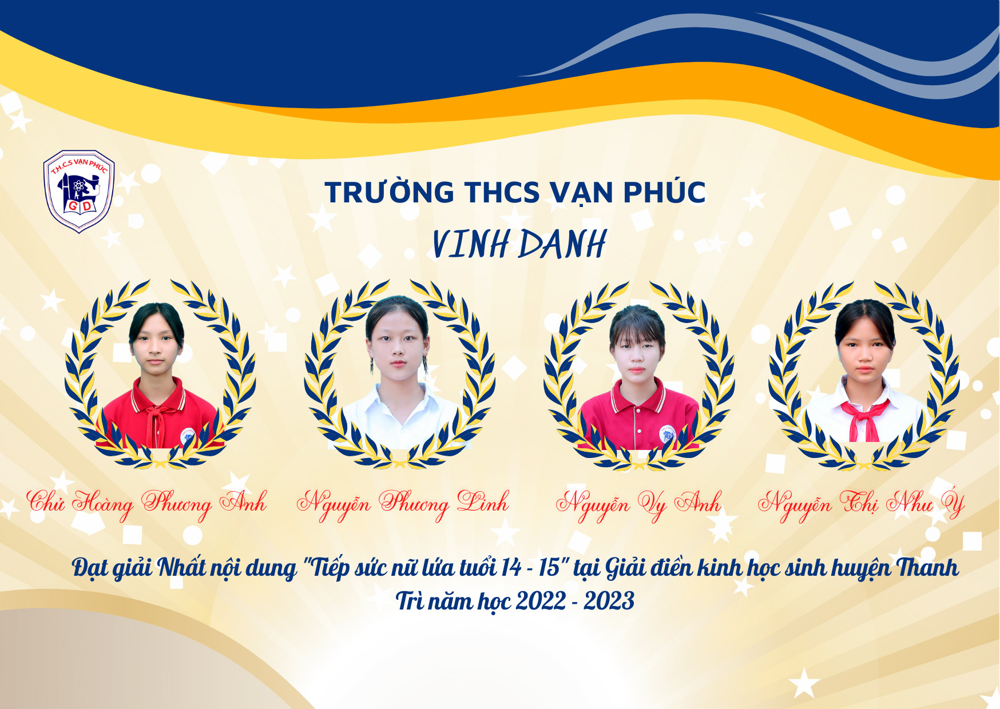 T.H.C.S VẠN PHÚC
G D
TRƯỜNG THCS VẠN PHÚC
VINH DANH
Chử Hoàng Phương Anh
Nguyễn Phương Linh
Nguyễn Vy Anh
Nguyễn Thị Như Ý
Đạt giải Nhất nội dung "Tiếp sức nữ lứa tuổi 14 - 15" tại Giải điền kinh học sinh huyện Thanh
Trì năm học 2022 - 2023